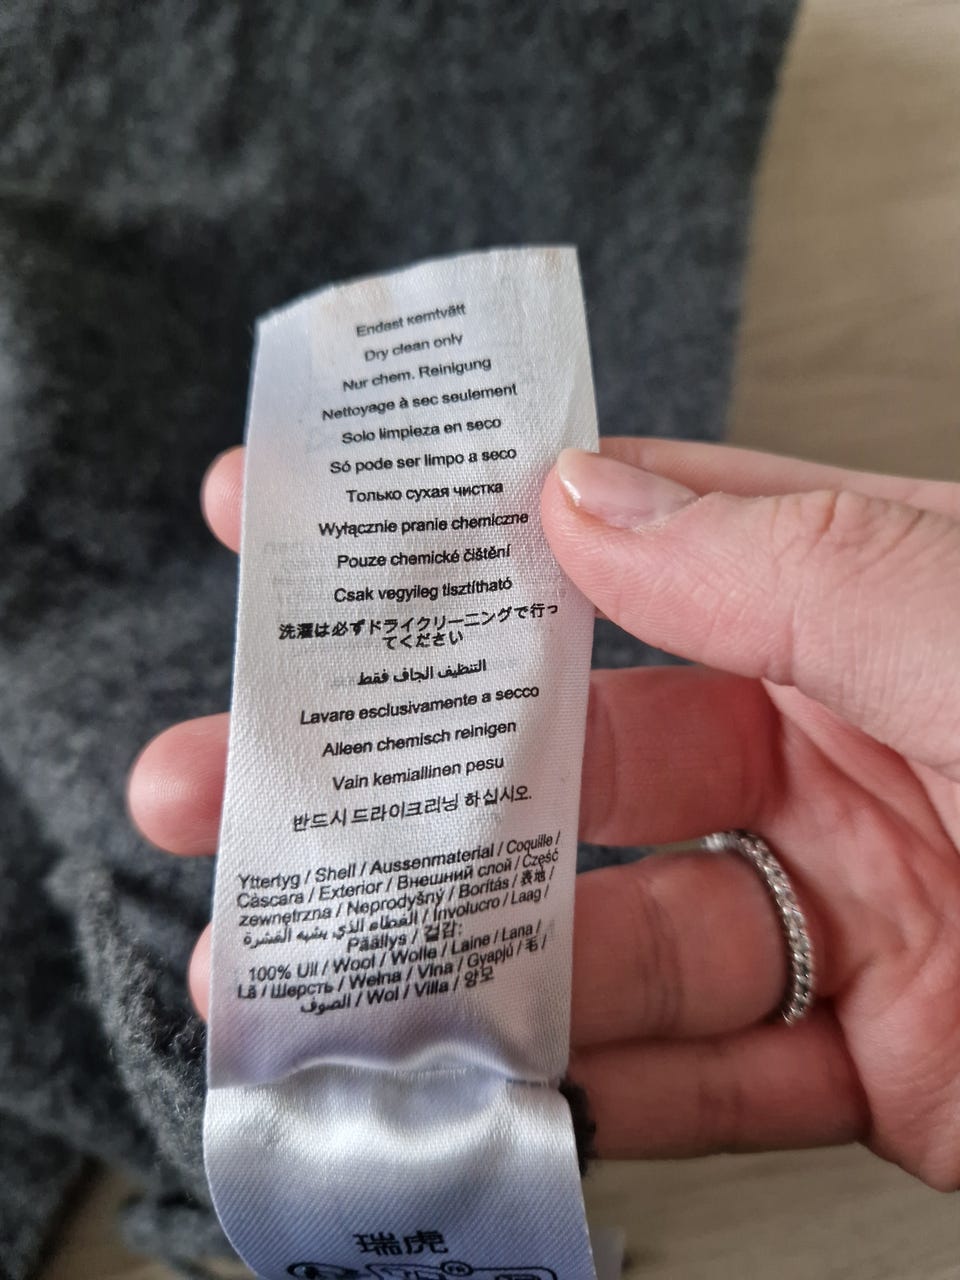 Endast kemtvätt
Dry clean only
Nur chem. Reinigung
Nettoyage à sec seulement
Solo limpieza en seco
Só pode ser limpo a seco
Только сухая чистка
Wyłącznie pranie chemiczne
Pouze chemické čištění
Csak vegyileg tisztítható
洗濯は必ずドライクリーニングで行っ
てください
التنظيف الجاف فقط
Lavare esclusivamente a secco
Alleen chemisch reinigen
Vain kemiallinen pesu
반드시 드라이크리닝 하십시오.
Yttertyg / Shell / Aussenmaterial / Coquille /
Càscara / Exterior / Внешний слой / Część
zewnętrzna / Neprodyšný / Borítás / 表地 /
الغطاء الذي يشبه القشرة / Involucro / Laag /
Päällys / 겉감:
100% Ull / Wool / Wolle / Laine / Lana /
Lã / Шерсть / Wełna / Vlna / Gyapjú / 毛 /
الصوف / Wol / Villa / 양모
瑞虎